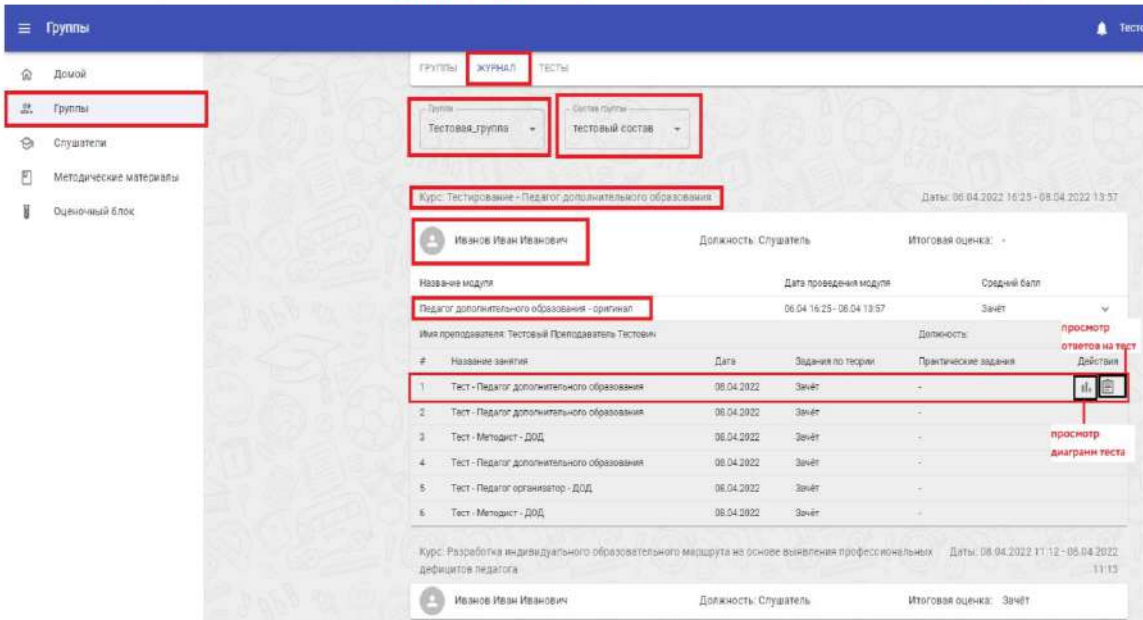 Группы
Тесто
Домой
Группы
Слушатели
Методические материалы
Оценочный блок
ГРУППЫ ЖУРНАЛ ТЕСТЫ
Группа
Тестовая_группа
Состав группы
тестовый состав
Курс: Тестирование - Педагог дополнительного образования Даты: 06.04.2022 16:25 - 08.04.2022 13:57
Иванов Иван Иванович Должность: Слушатель Итоговая оценка: -
Название модуля Дата проведения модуля Средний балл
Педагог дополнительного образования - оригинал 06.04 16:25 - 08.04 13:57 Зачёт
Имя преподавателя: Тестовый Преподаватель Тестович Должность:
просмотр
ответов на тест
# Название занятия Дата Задания по теории Практические задания Действия
1 Тест - Педагог дополнительного образования 08.04.2022 Зачёт -
2 Тест - Педагог дополнительного образования 08.04.2022 Зачёт -
3 Тест - Методист - ДОД 08.04.2022 Зачёт -
просмотр
диаграмм теста
4 Тест - Педагог дополнительного образования 08.04.2022 Зачёт -
5 Тест - Педагог организатор - ДОД 08.04.2022 Зачёт -
6 Тест - Методист - ДОД 08.04.2022 Зачёт -
Курс: Разработка индивидуального образовательного маршрута на основе выявления профессиональных Даты: 08.04.2022 11:12 - 08.04.2022
дефицитов педагога 11:15
Иванов Иван Иванович Должность: Слушатель Итоговая оценка: Зачёт